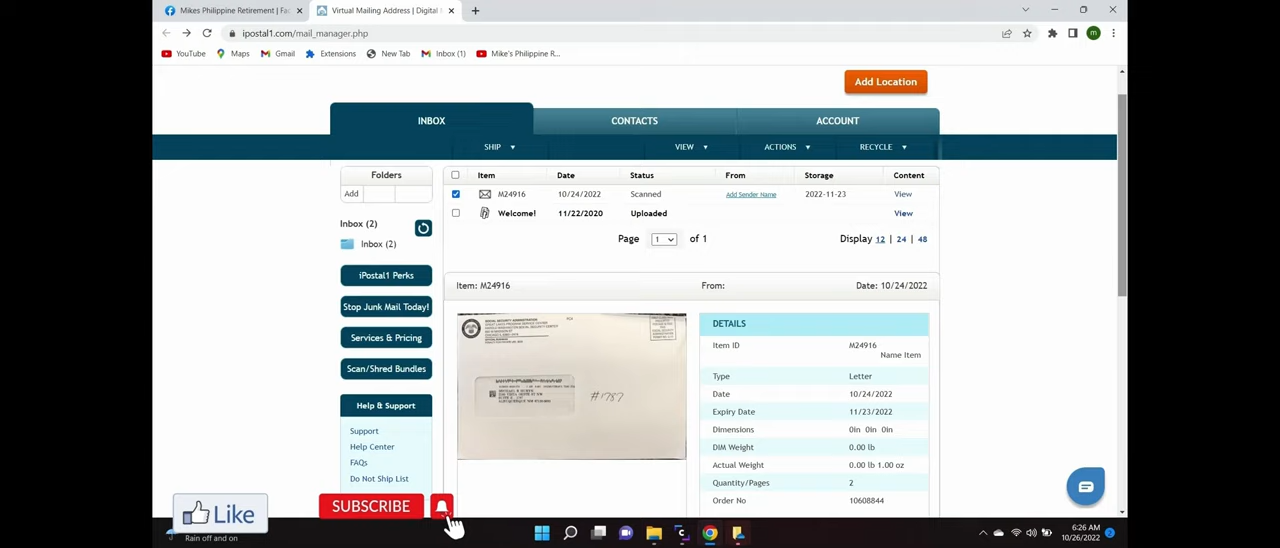 Mikes Philippine Retirement | Fac
Virtual Mailing Address | Digital
ipostal1.com/mail_manager.php
YouTube
Maps
Gmail
Extensions
New Tab
Inbox (1)
Mike's Philippine R...
Add Location
INBOX
CONTACTS
ACCOUNT
SHIP
VIEW
ACTIONS
RECYCLE
Folders
Add
Inbox (2)
Inbox (2)
iPostal1 Perks
Stop Junk Mail Today!
Services & Pricing
Scan/Shred Bundles
Help & Support
Support
Help Center
FAQs
Do Not Ship List
Item Date Status From Storage Content
M24916 10/24/2022 Scanned Add Sender Name 2022-11-23 View
Welcome! 11/22/2020 Uploaded View
Page 1 of 1
Display 12 | 24 | 48
Item: M24916 From: Date: 10/24/2022
SOCIAL SECURITY ADMINISTRATION
#1787
DETAILS
Item ID M24916
Name Item
Type Letter
Date 10/24/2022
Expiry Date 11/23/2022
Dimensions 0in 0in 0in
DIM Weight 0.00 lb
Actual Weight 0.00 lb 1.00 oz
Quantity/Pages 2
Order No 10608844
Like
SUBSCRIBE
Rain off and on
6:26 AM
10/26/2022